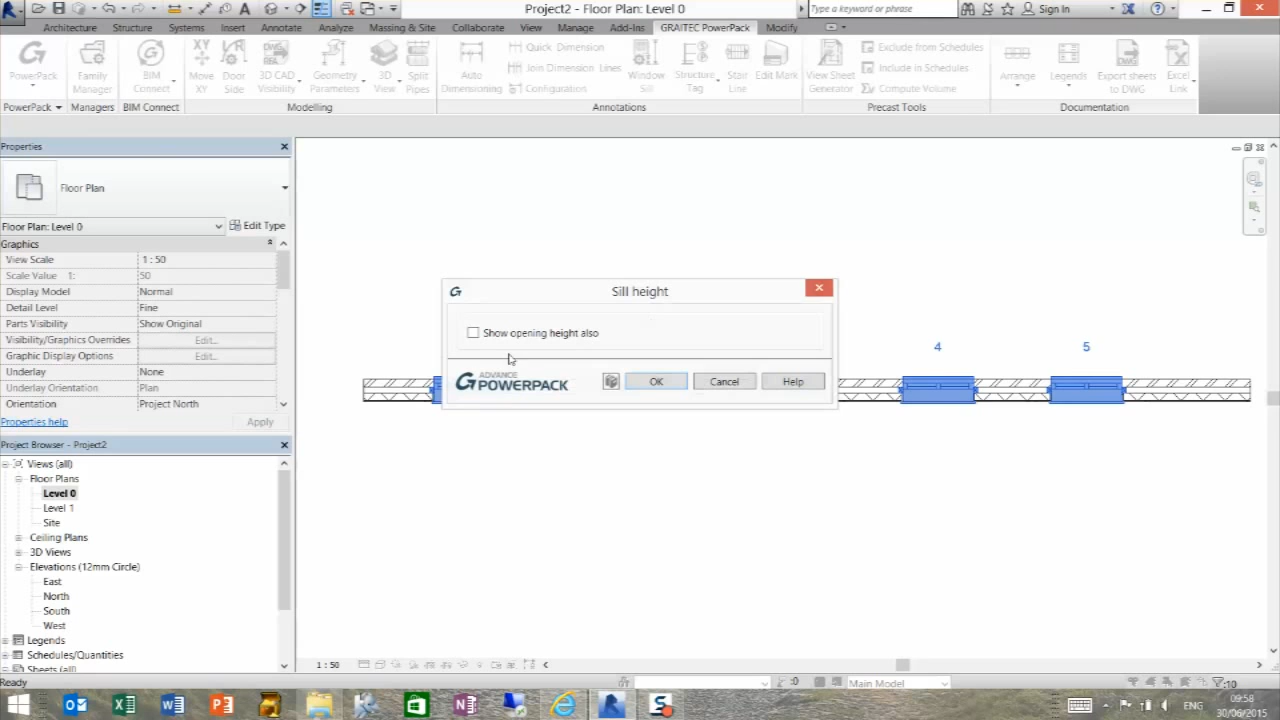 Project2 - Floor Plan: Level 0
Type a keyword or phrase
Sign In
Architecture Structure Systems Insert Annotate Analyze Massing & Site Collaborate View Manage Add-Ins GRAITEC PowerPack Modify
PowerPack
Family Manager
BIM Connect
Move XY
Door Side
3D CAD Visibility
Geometry Parameters
3D View
Split Pipes
Auto Dimensioning
Quick Dimension
Join Dimension Lines
Configuration
Window Sill
Structure Tag
Stair Line
Edit Mark
View Sheet Generator
Exclude from Schedules
Include in Schedules
Compute Volume
Arrange
Legends
Export sheets to DWG
Excel Link
PowerPack Managers BIM Connect Modelling Annotations Precast Tools Documentation
Properties
Floor Plan
Floor Plan: Level 0 Edit Type
Graphics
View Scale 1 : 50
Scale Value 1: 50
Display Model Normal
Detail Level Fine
Parts Visibility Show Original
Visibility/Graphics Overrides Edit...
Graphic Display Options Edit...
Underlay None
Underlay Orientation Plan
Orientation Project North
Properties help Apply
Project Browser - Project2
Views (all)
Floor Plans
Level 0
Level 1
Site
Ceiling Plans
3D Views
Elevations (12mm Circle)
East
North
South
West
Legends
Schedules/Quantities
Sheets (all)
Sill height
Show opening height also
ADVANCE
POWERPACK
OK Cancel Help
4 5
1 : 50
Ready
:0
Main Model
:10
ENG
09:58
30/06/2015